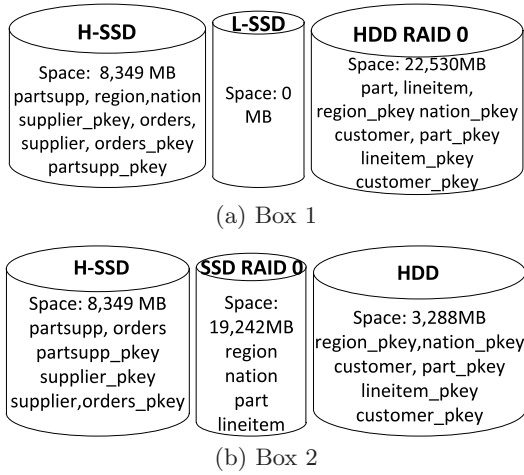 H-SSD
Space: 8,349 MB
partsupp, region,nation
supplier_pkey, orders,
supplier, orders_pkey
partsupp_pkey
L-SSD
Space: 0
MB
HDD RAID 0
Space: 22,530MB
part, lineitem,
region_pkey nation_pkey
customer, part_pkey
lineitem_pkey
customer_pkey
(a) Box 1
H-SSD
Space: 8,349 MB
partsupp, orders
partsupp_pkey
supplier_pkey
supplier,orders_pkey
SSD RAID 0
Space:
19,242MB
region
nation
part
lineitem
HDD
Space: 3,288MB
region_pkey,nation_pkey
customer, part_pkey
lineitem_pkey
customer_pkey
(b) Box 2